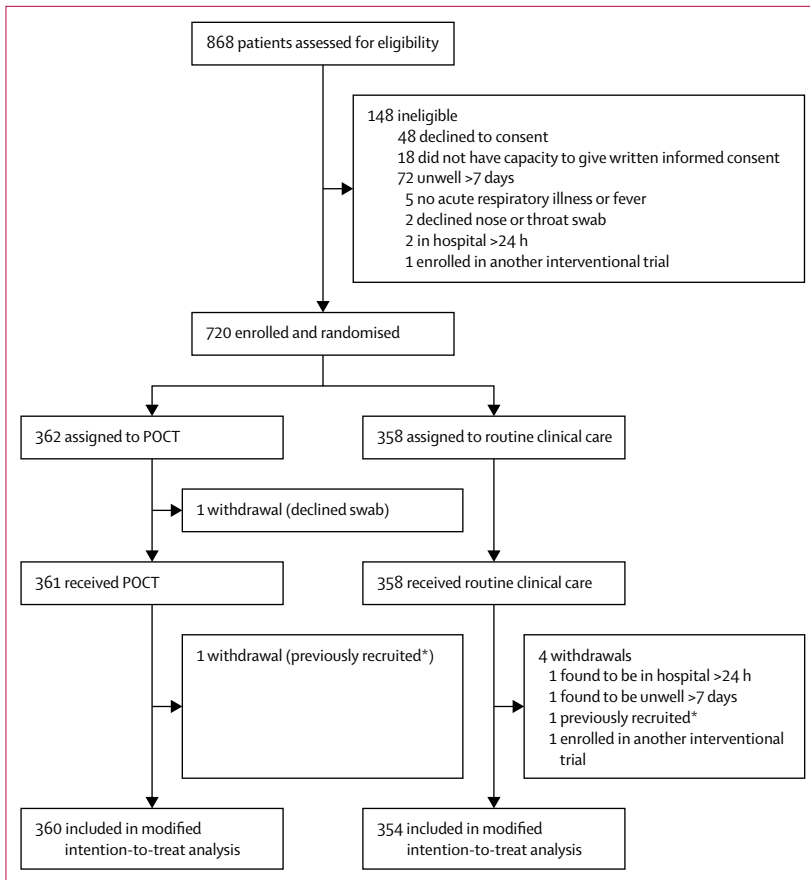 868 patients assessed for eligibility
148 ineligible
48 declined to consent
18 did not have capacity to give written informed consent
72 unwell >7 days
5 no acute respiratory illness or fever
2 declined nose or throat swab
2 in hospital >24 h
1 enrolled in another interventional trial
720 enrolled and randomised
362 assigned to POCT
358 assigned to routine clinical care
1 withdrawal (declined swab)
361 received POCT
358 received routine clinical care
1 withdrawal (previously recruited*)
4 withdrawals
1 found to be in hospital >24 h
1 found to be unwell >7 days
1 previously recruited*
1 enrolled in another interventional
trial
360 included in modified
intention-to-treat analysis
354 included in modified
intention-to-treat analysis